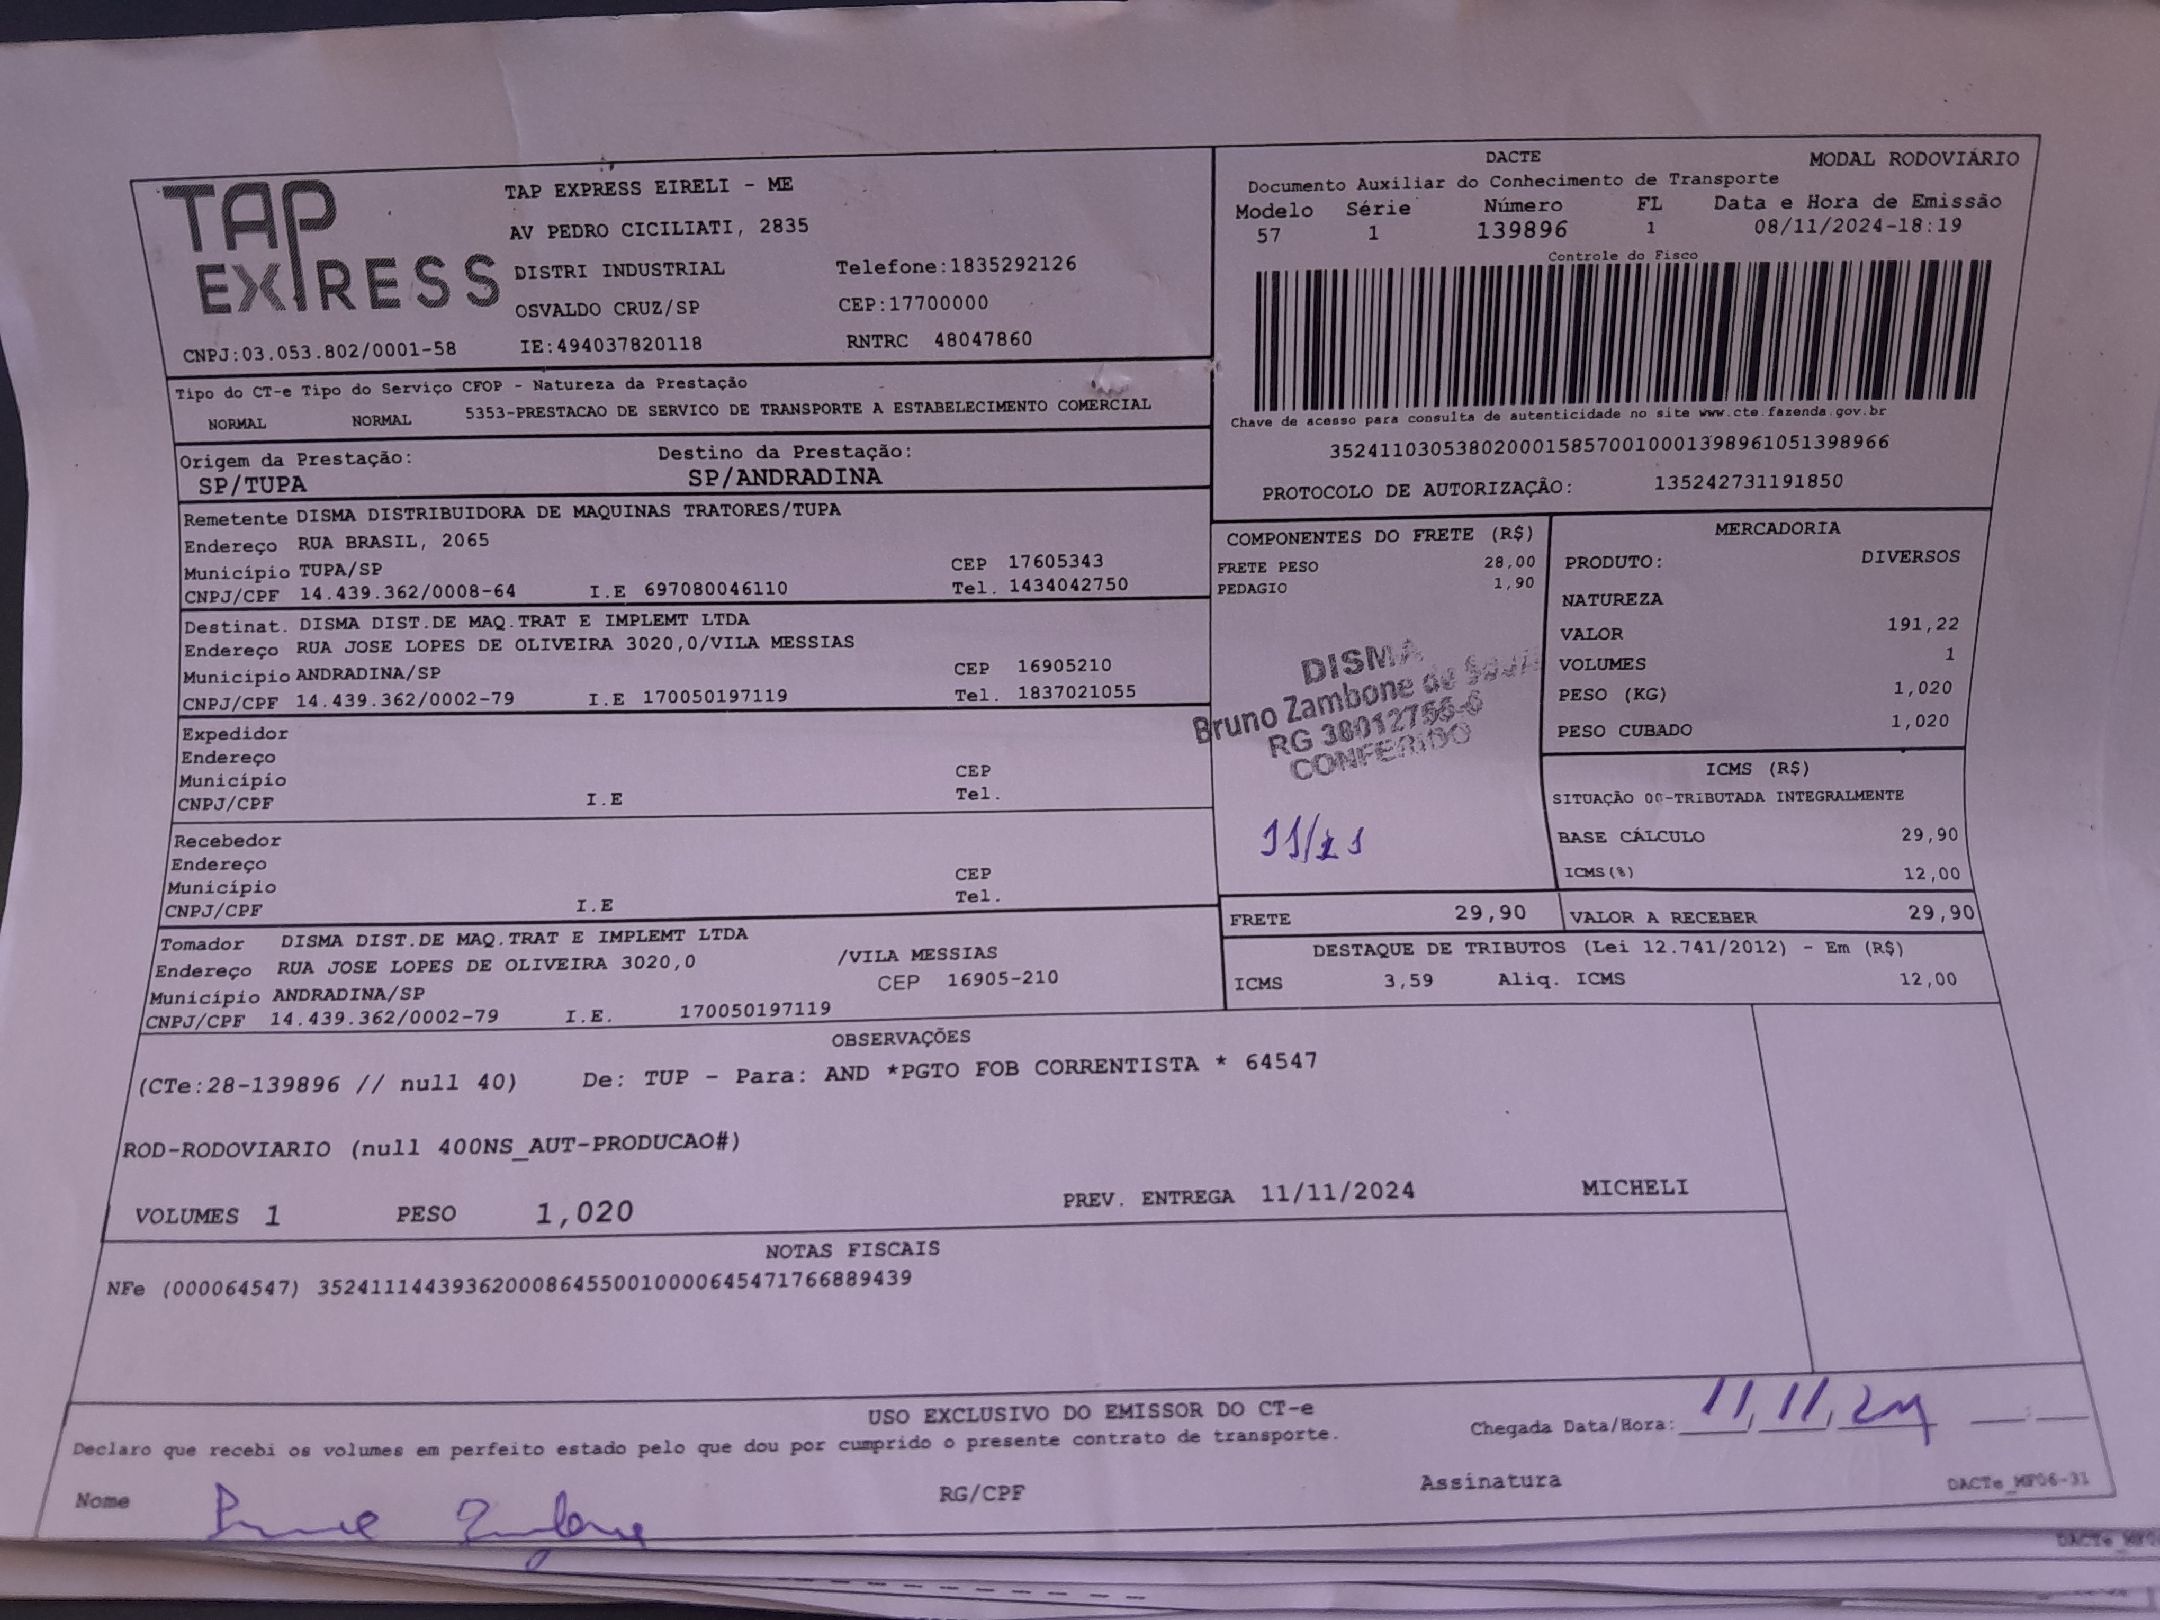 TAP EXPRESS
TAP EXPRESS EIRELI - ME
AV PEDRO CICILIATI, 2835
DISTRI INDUSTRIAL Telefone:1835292126
OSVALDO CRUZ/SP CEP:17700000
CNPJ:03.053.802/0001-58 IE:494037820118 RNTRC 48047860
DACTE MODAL RODOVIÁRIO
Documento Auxiliar do Conhecimento de Transporte
Modelo Série Número FL Data e Hora de Emissão
57 1 139896 1 08/11/2024-18:19
Controle do Fisco
Chave de acesso para consulta de autenticidade no site www.cte.fazenda.gov.br
35241103053802000158570010001398961051398966
PROTOCOLO DE AUTORIZAÇÃO: 135242731191850
Tipo do CT-e Tipo do Serviço CFOP - Natureza da Prestação
NORMAL NORMAL 5353-PRESTACAO DE SERVICO DE TRANSPORTE A ESTABELECIMENTO COMERCIAL
Origem da Prestação: Destino da Prestação:
SP/TUPA SP/ANDRADINA
Remetente DISMA DISTRIBUIDORA DE MAQUINAS TRATORES/TUPA
Endereço RUA BRASIL, 2065
Município TUPA/SP CEP 17605343
CNPJ/CPF 14.439.362/0008-64 I.E 697080046110 Tel. 1434042750
Destinat. DISMA DIST.DE MAQ.TRAT E IMPLEMT LTDA
Endereço RUA JOSE LOPES DE OLIVEIRA 3020,0/VILA MESSIAS
Município ANDRADINA/SP CEP 16905210
CNPJ/CPF 14.439.362/0002-79 I.E 170050197119 Tel. 1837021055
Expedidor
Endereço
Município CEP
CNPJ/CPF I.E Tel.
Recebedor
Endereço
Município CEP
CNPJ/CPF I.E Tel.
Tomador DISMA DIST.DE MAQ.TRAT E IMPLEMT LTDA
Endereço RUA JOSE LOPES DE OLIVEIRA 3020,0 /VILA MESSIAS
Município ANDRADINA/SP CEP 16905-210
CNPJ/CPF 14.439.362/0002-79 I.E. 170050197119
COMPONENTES DO FRETE (R$)
FRETE PESO 28,00
PEDAGIO 1,90
DISMA
Bruno Zambone de
RG 38012756-6
CONFERIDO
11/11
MERCADORIA
PRODUTO: DIVERSOS
NATUREZA
VALOR 191,22
VOLUMES 1
PESO (KG) 1,020
PESO CUBADO 1,020
ICMS (R$)
SITUAÇÃO 00-TRIBUTADA INTEGRALMENTE
BASE CÁLCULO 29,90
ICMS(%) 12,00
FRETE 29,90 VALOR A RECEBER 29,90
DESTAQUE DE TRIBUTOS (Lei 12.741/2012) - Em (R$)
ICMS 3,59 Aliq. ICMS 12,00
OBSERVAÇÕES
(CTe:28-139896 // null 40) De: TUP - Para: AND *PGTO FOB CORRENTISTA * 64547
ROD-RODOVIARIO (null 400NS_AUT-PRODUCAO#)
VOLUMES 1 PESO 1,020 PREV. ENTREGA 11/11/2024 MICHELI
NOTAS FISCAIS
NFe (000064547) 35241114439362000864550010000645471766889439
USO EXCLUSIVO DO EMISSOR DO CT-e
Declaro que recebi os volumes em perfeito estado pelo que dou por cumprido o presente contrato de transporte.
Chegada Data/Hora: 11/11/24
Nome RG/CPF Assinatura DACTe_MF06-31